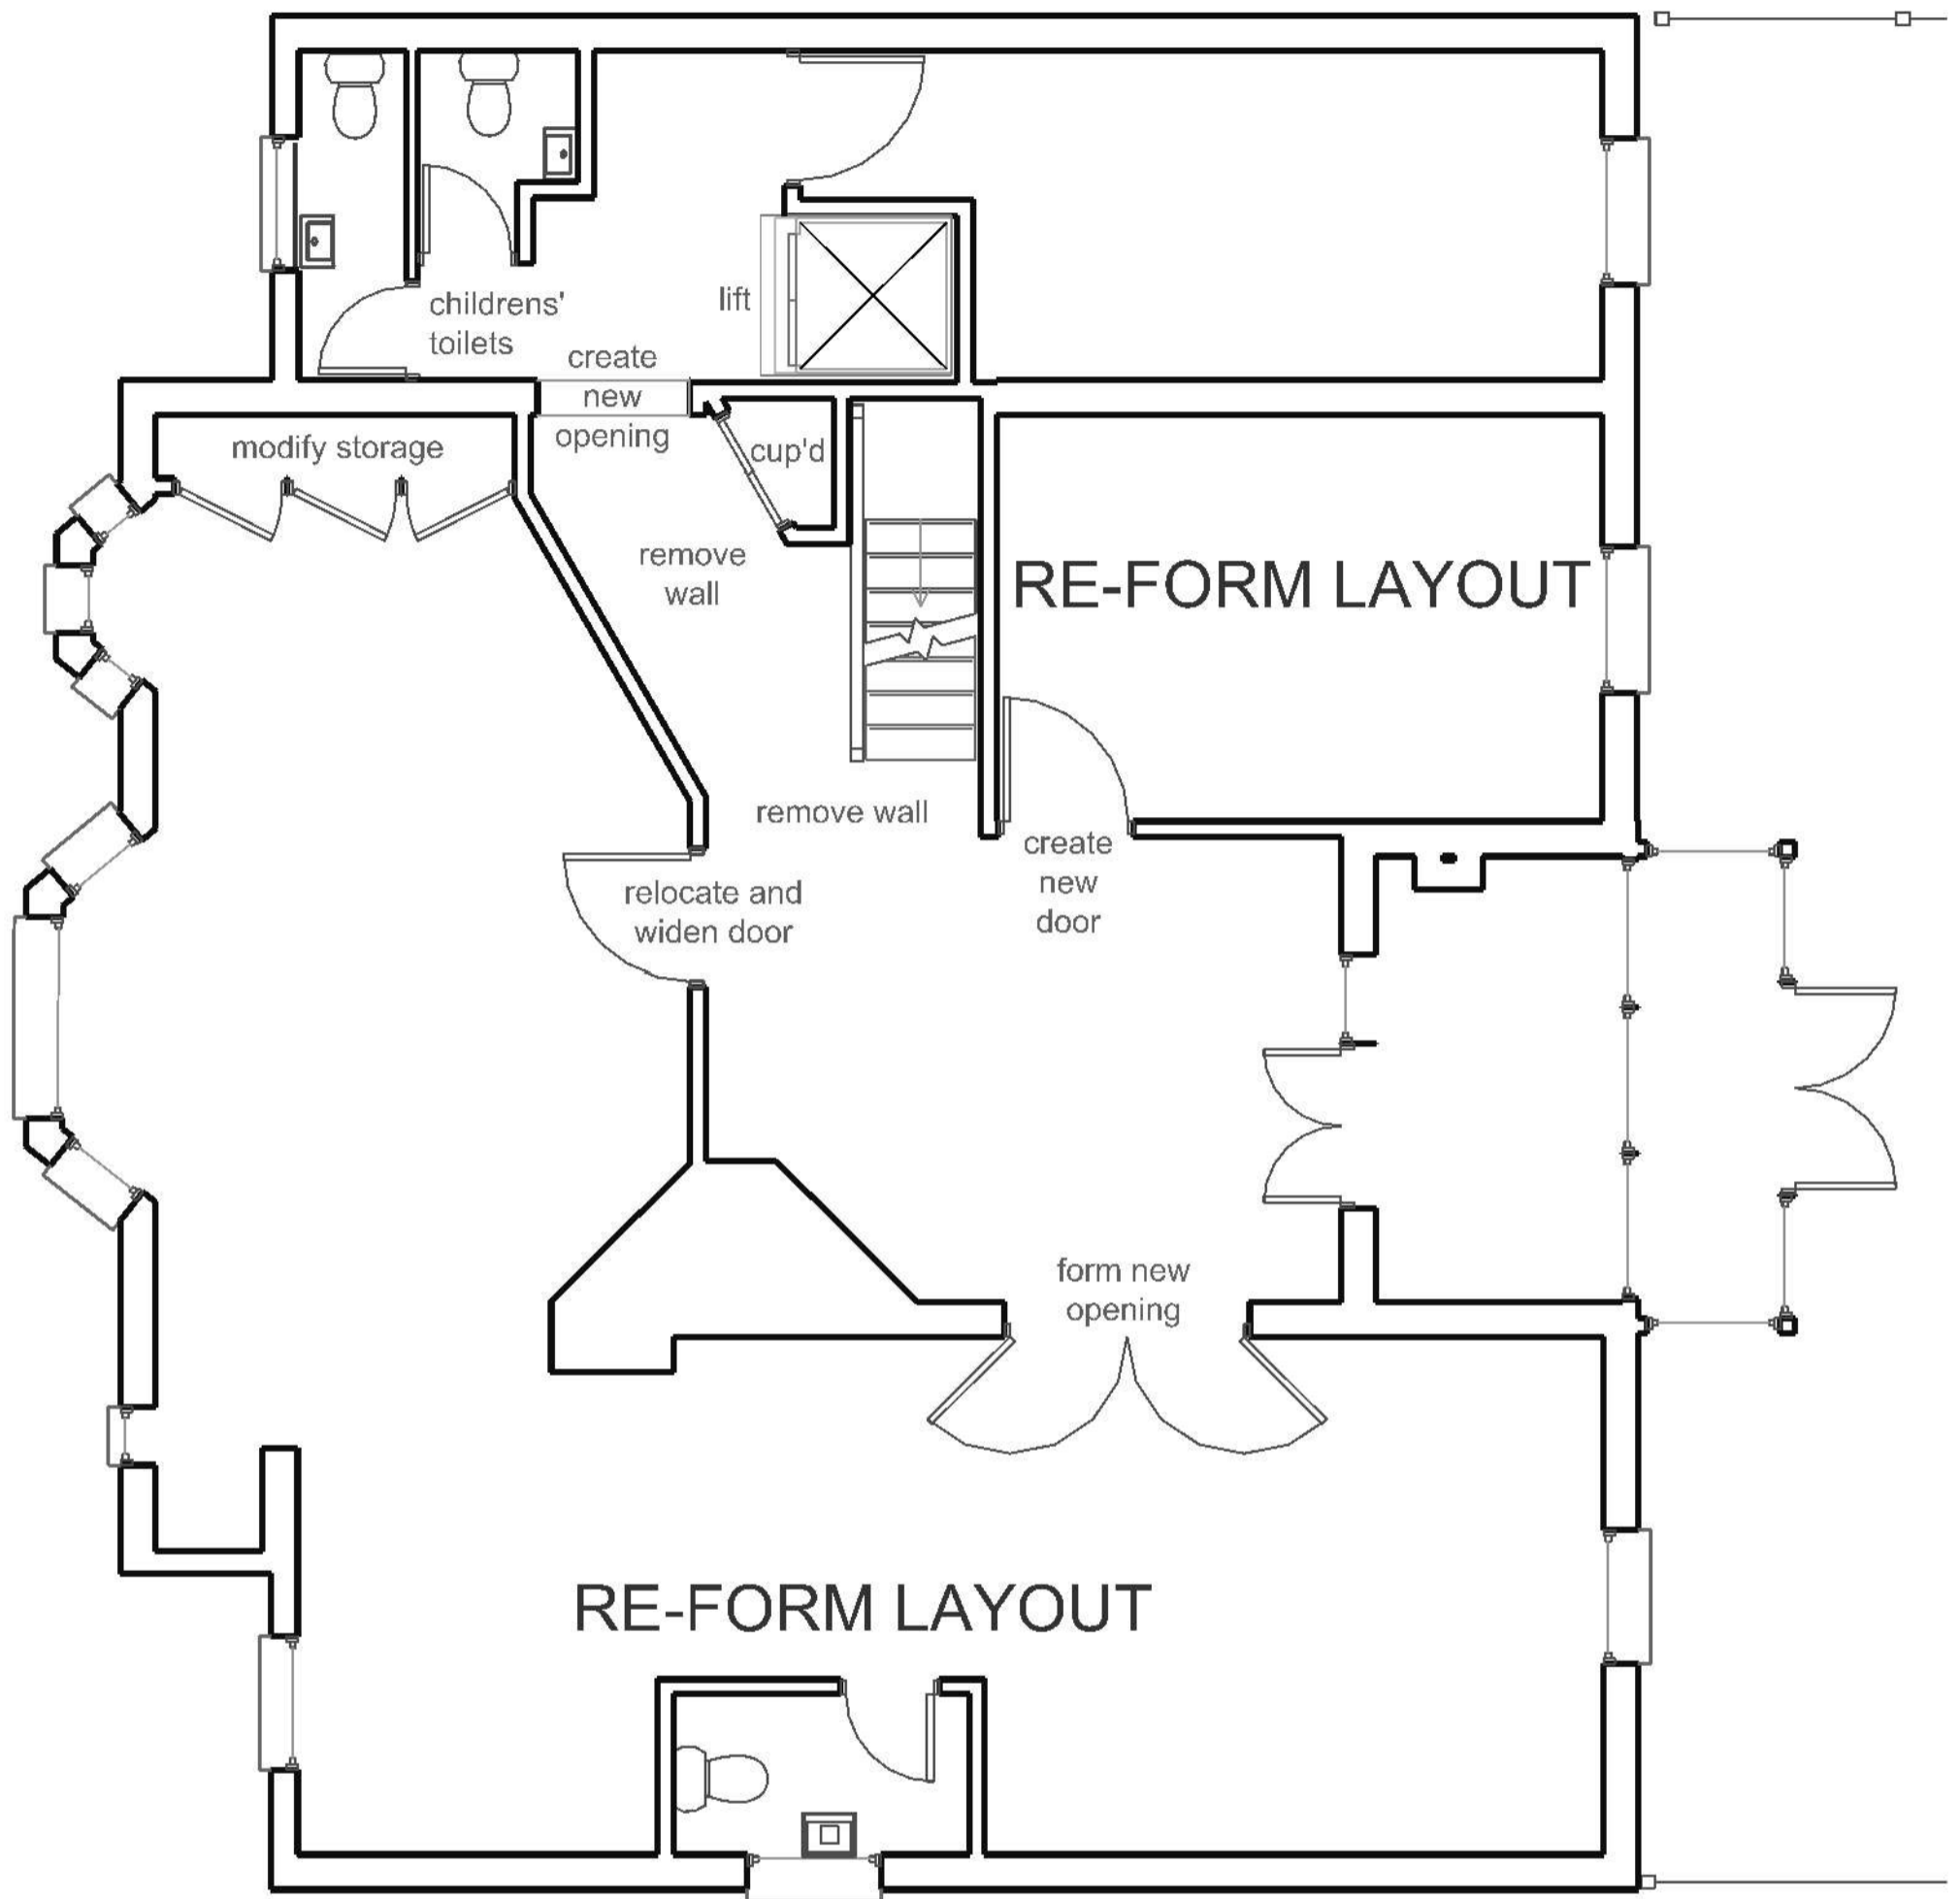 childrens'
toilets
lift
create
new
opening
modify storage
cup'd
remove
wall
RE-FORM LAYOUT
remove wall
create
new
door
relocate and
widen door
form new
opening
RE-FORM LAYOUT